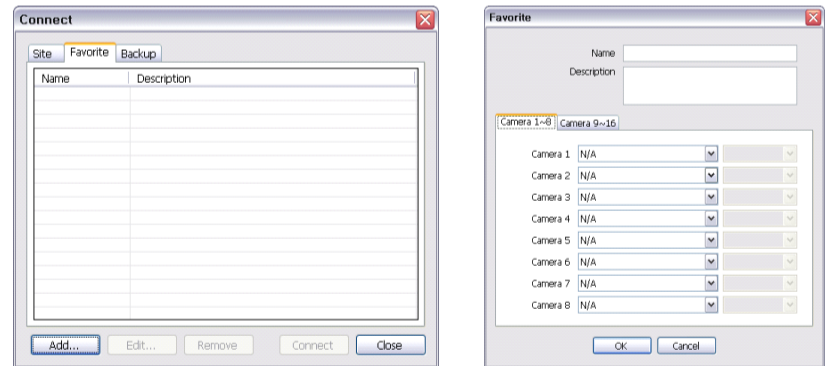 Connect
Site Favorite Backup
Name Description
Add... Edit... Remove Connect Close
Favorite
Name
Description
Camera 1~8 Camera 9~16
Camera 1 N/A
Camera 2 N/A
Camera 3 N/A
Camera 4 N/A
Camera 5 N/A
Camera 6 N/A
Camera 7 N/A
Camera 8 N/A
OK Cancel